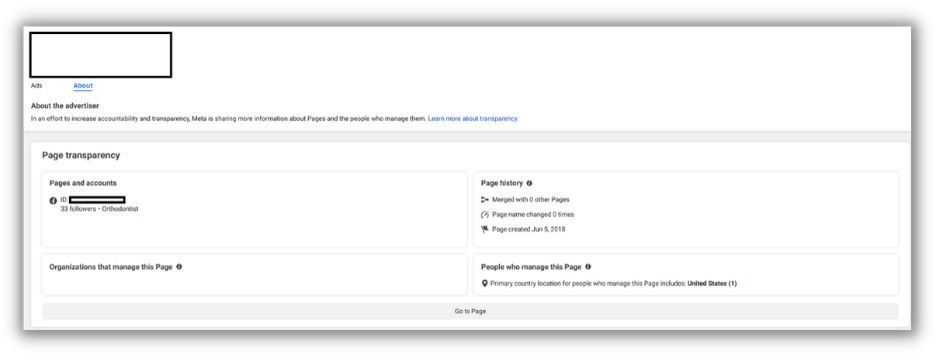 Ads About
About the advertiser
In an effort to increase accountability and transparency, Meta is sharing more information about Pages and the people who manage them. Learn more about transparency.
Page transparency
Pages and accounts
ID:
33 followers • Orthodontist
Page history
Merged with 0 other Pages
Page name changed 0 times
Page created Jun 5, 2018
Organizations that manage this Page
People who manage this Page
Primary country location for people who manage this Page includes: United States (1)
Go to Page